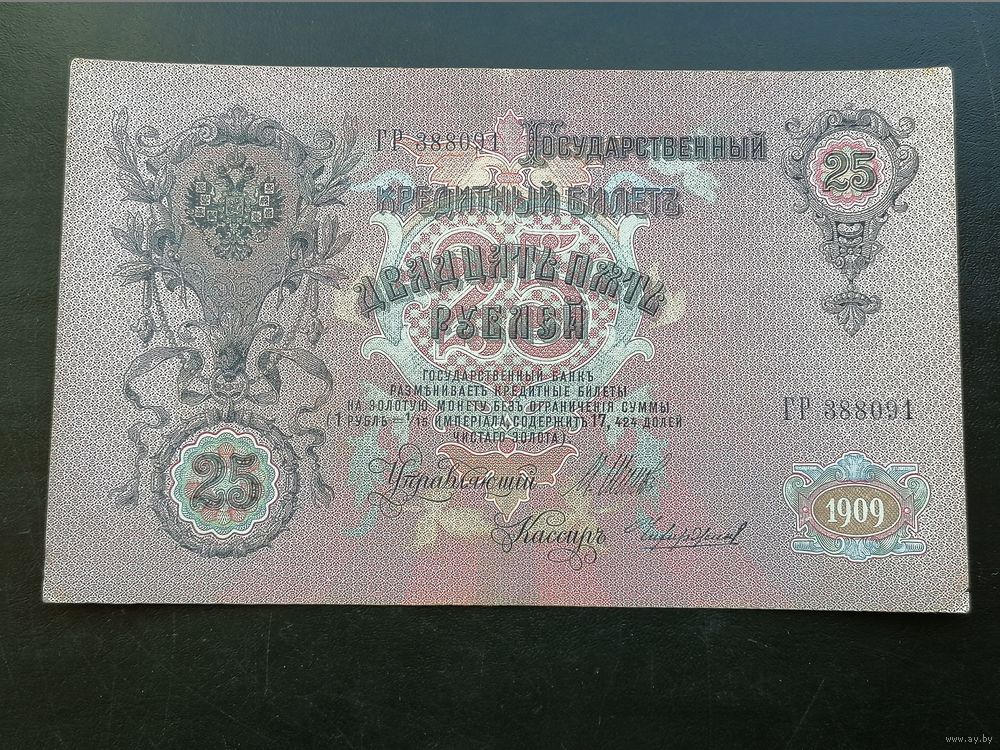 ГР 388091 Государственный
25
Кредитный Билетъ
25
Двадцать пять
рублей
ГОСУДАРСТВЕННЫЙ БАНКЪ
РАЗМѢНИВАЕТЪ КРЕДИТНЫЕ БИЛЕТЫ
НА ЗОЛОТУЮ МОНЕТУ БЕЗЪ ОГРАНИЧЕНІЯ СУММЫ
(1 РУБЛЬ = 1/15 ИМПЕРІАЛА, СОДЕРЖИТЪ 17, 424 ДОЛЕЙ
ЧИСТАГО ЗОЛОТА)
ГР 388091
25
Управляющій
Кассиръ
1909
www.ay.by